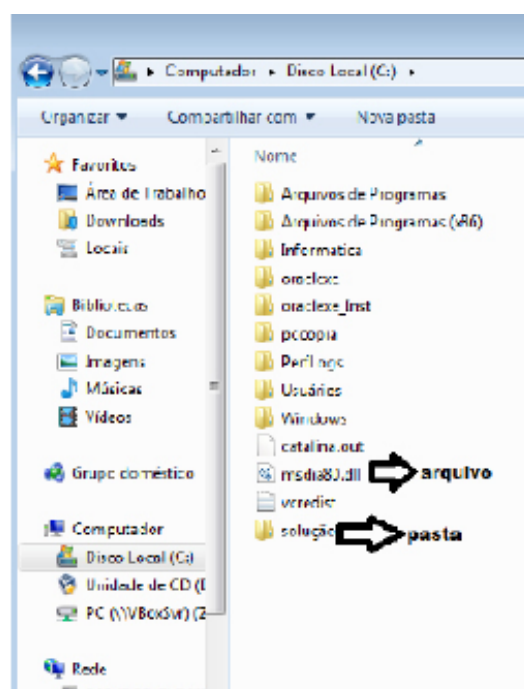 Computador Disco Local (C:)
Organizar Compartilhar com Nova pasta
Favoritos
Área de Trabalho
Downloads
Locais
Bibliotecas
Documentos
Imagens
Músicas
Vídeos
Grupo doméstico
Computador
Disco Local (C:)
Unidade de CD (D
PC (\\VBoxSvr) (Z
Rede
Nome
Arquivos de Programas
Arquivos de Programas (x86)
Informatica
oraclexe
oraclexe_Inst
pccopia
PerfLogs
Usuários
Windows
catalina.out
msdia80.dll arquivo
vcredist
solução pasta